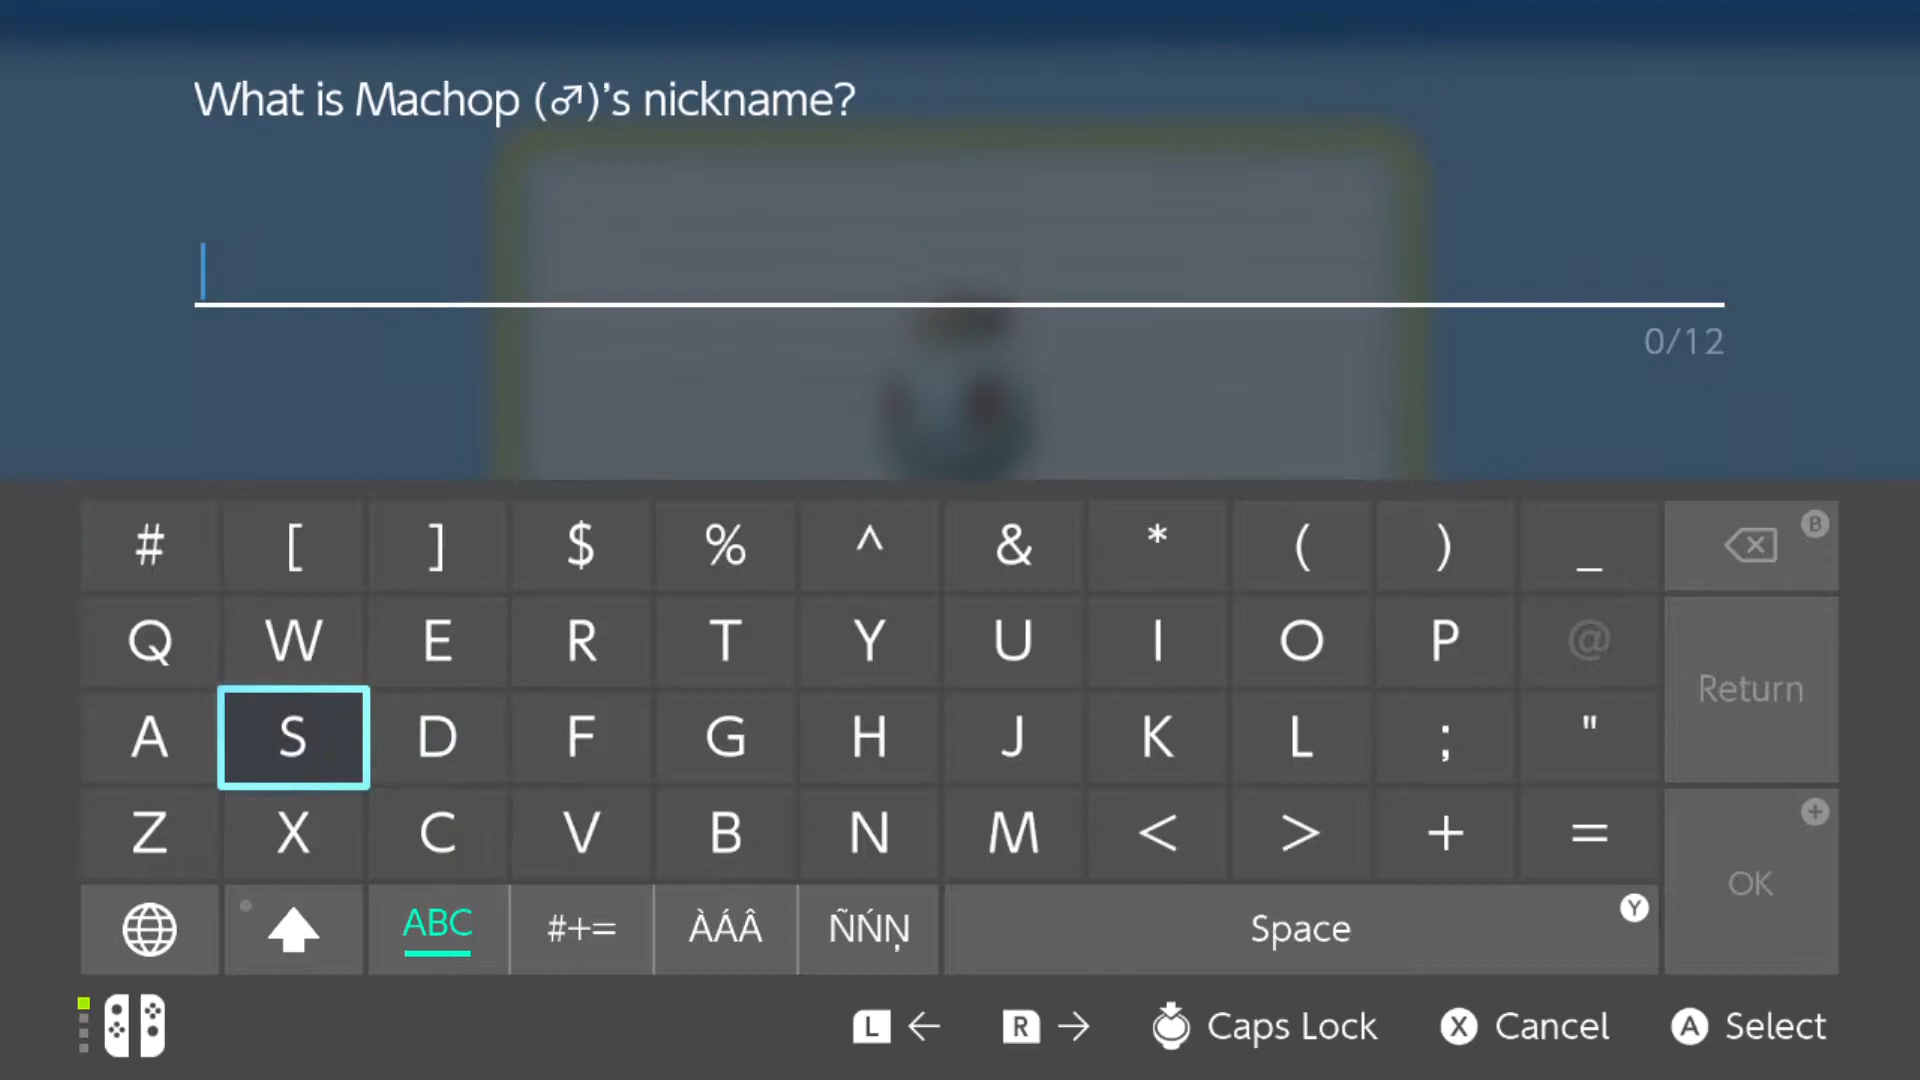 What is Machop (♂)’s nickname?
0/12
# [ ] $ % ^ & * ( ) _ B
Q W E R T Y U I O P @ Return
A S D F G H J K L ; "
Z X C V B N M < > + = + OK
ABC #+= ÀÁÂ ÑŃŅ Space Y
L ← R → Caps Lock X Cancel A Select